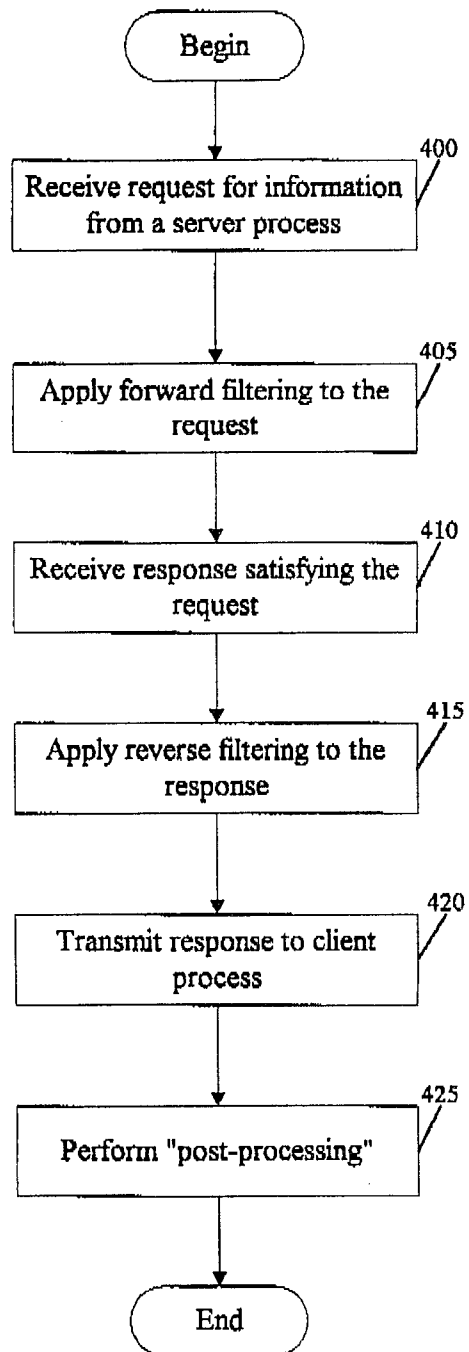 Begin
400
Receive request for information
from a server process
405
Apply forward filtering to the
request
410
Receive response satisfying the
request
415
Apply reverse filtering to the
response
420
Transmit response to client
process
425
Perform "post-processing"
End